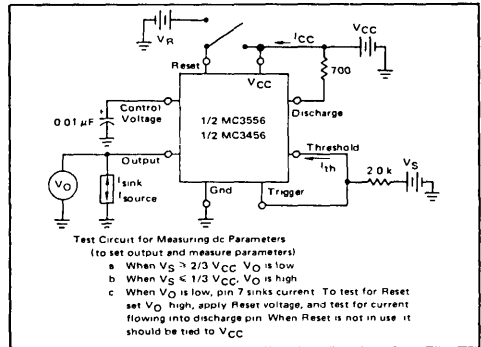 VR
ICC
VCC
700
Reset
VCC
Control
Voltage
0.01 µF
+
1/2 MC3556
1/2 MC3456
Discharge
Threshold
Output
Ith
VO
Isink
Isource
Gnd
Trigger
2.0 k
VS
Test Circuit for Measuring dc Parameters
(to set output and measure parameters)
a When VS ≥ 2/3 VCC VO is low
b When VS ≤ 1/3 VCC, VO is high
c When VO is low, pin 7 sinks current. To test for Reset
set VO high, apply Reset voltage, and test for current
flowing into discharge pin When Reset is not in use it
should be tied to VCC